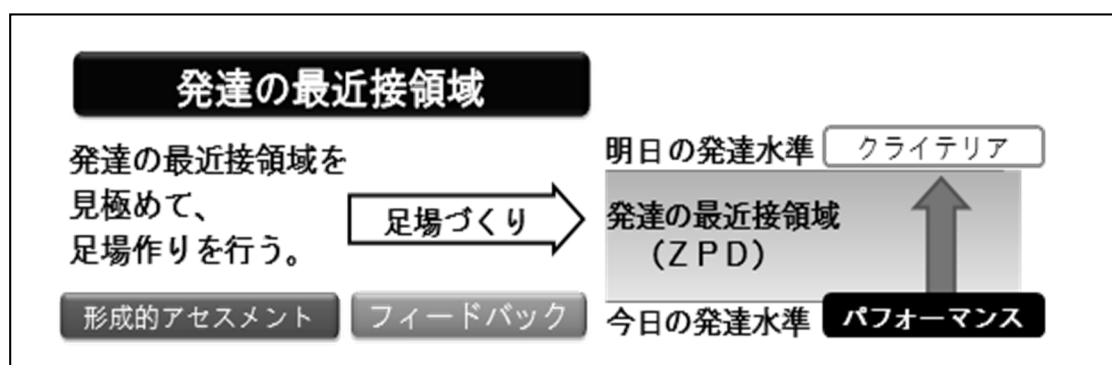 発達の最近接領域
発達の最近接領域を
見極めて、
足場作りを行う。
足場づくり
形成的アセスメント
フィードバック
明日の発達水準
クライテリア
発達の最近接領域
（ＺＰＤ）
今日の発達水準
パフォーマンス